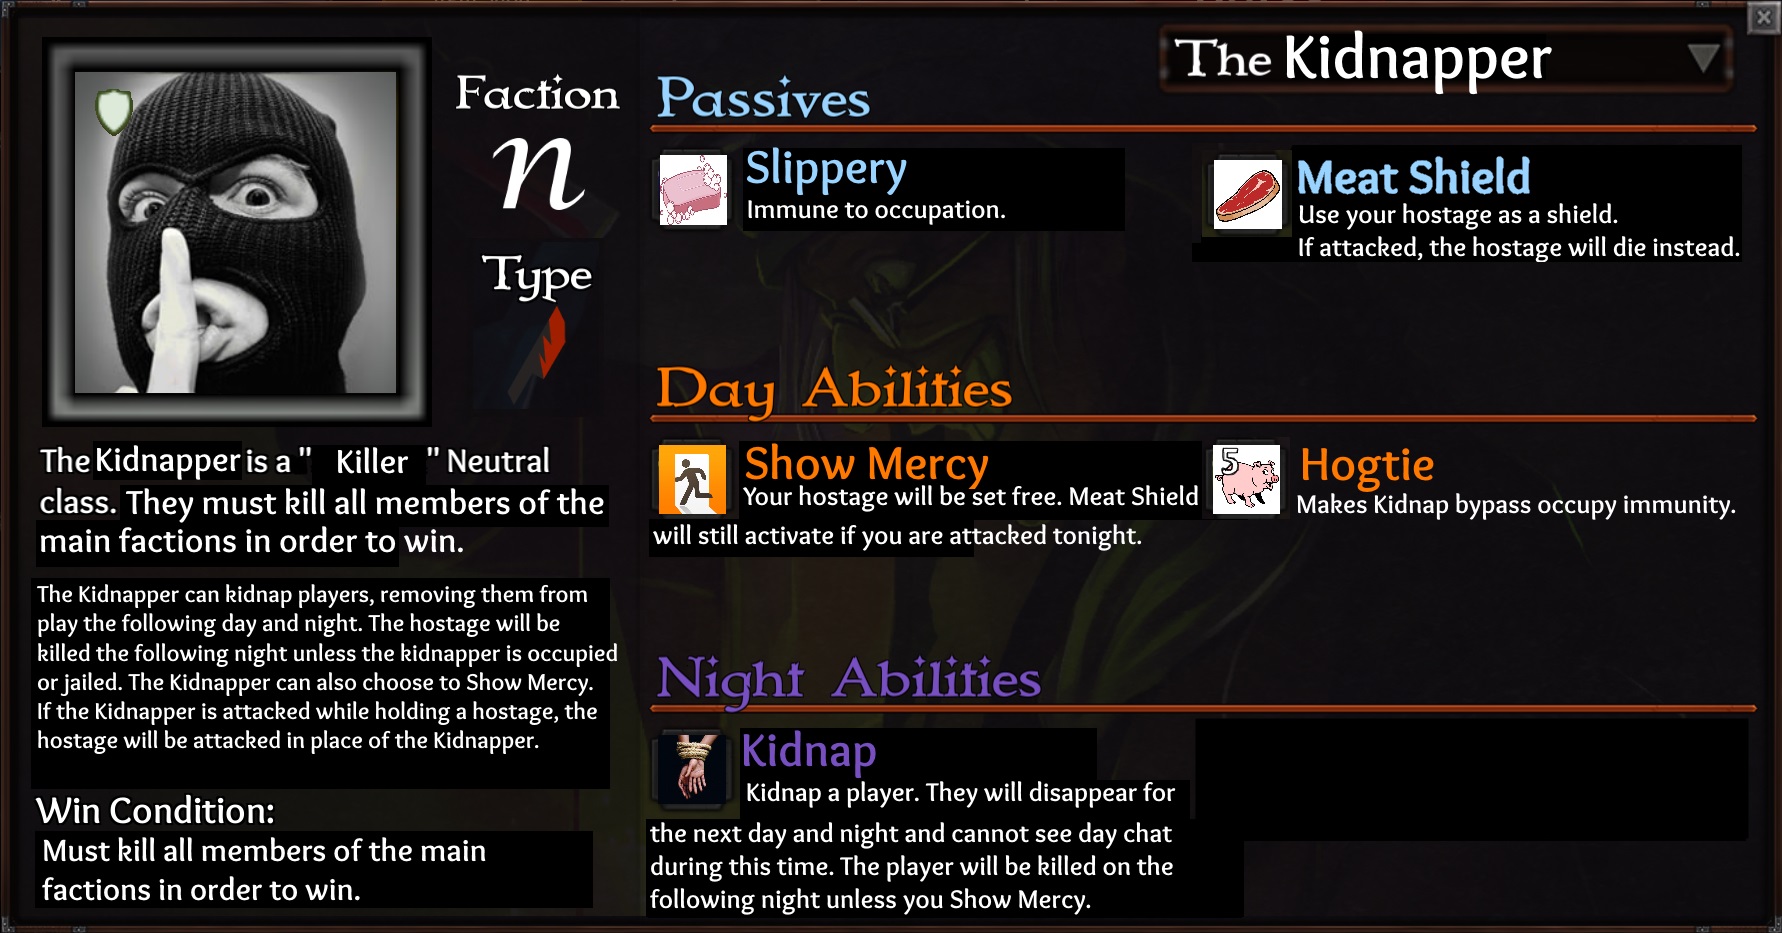 The Kidnapper
Faction
n
Type
The Kidnapper is a " Killer " Neutral
class. They must kill all members of the
main factions in order to win.
The Kidnapper can kidnap players, removing them from
play the following day and night. The hostage will be
killed the following night unless the kidnapper is occupied
or jailed. The Kidnapper can also choose to Show Mercy.
If the Kidnapper is attacked while holding a hostage, the
hostage will be attacked in place of the Kidnapper.
Win Condition:
Must kill all members of the main
factions in order to win.
Passives
Slippery
Immune to occupation.
Meat Shield
Use your hostage as a shield.
If attacked, the hostage will die instead.
Day Abilities
Show Mercy
Your hostage will be set free. Meat Shield
will still activate if you are attacked tonight.
5
Hogtie
Makes Kidnap bypass occupy immunity.
Night Abilities
Kidnap
Kidnap a player. They will disappear for
the next day and night and cannot see day chat
during this time. The player will be killed on the
following night unless you Show Mercy.